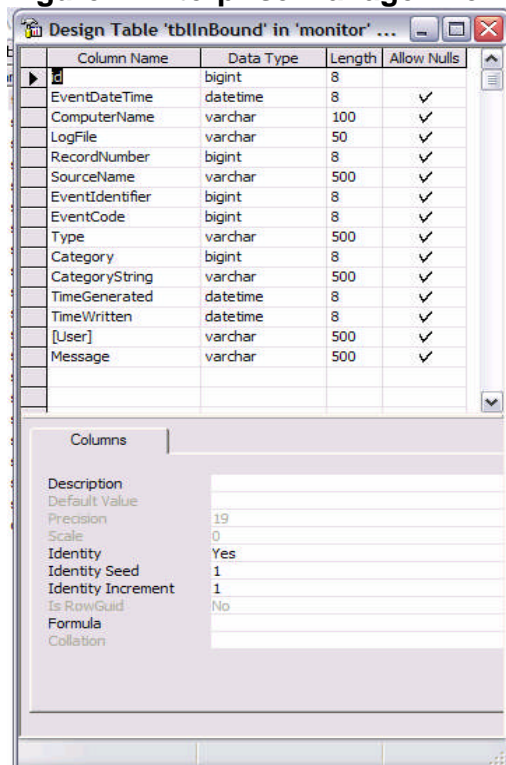 Design Table 'tblInBound' in 'monitor' ...
Column Name Data Type Length Allow Nulls
id bigint 8
EventDateTime datetime 8
ComputerName varchar 100
LogFile varchar 50
RecordNumber bigint 8
SourceName varchar 500
EventIdentifier bigint 8
EventCode bigint 8
Type varchar 500
Category bigint 8
CategoryString varchar 500
TimeGenerated datetime 8
TimeWritten datetime 8
[User] varchar 500
Message varchar 500
Columns
Description
Default Value
Precision 19
Scale 0
Identity Yes
Identity Seed 1
Identity Increment 1
Is RowGuid No
Formula
Collation